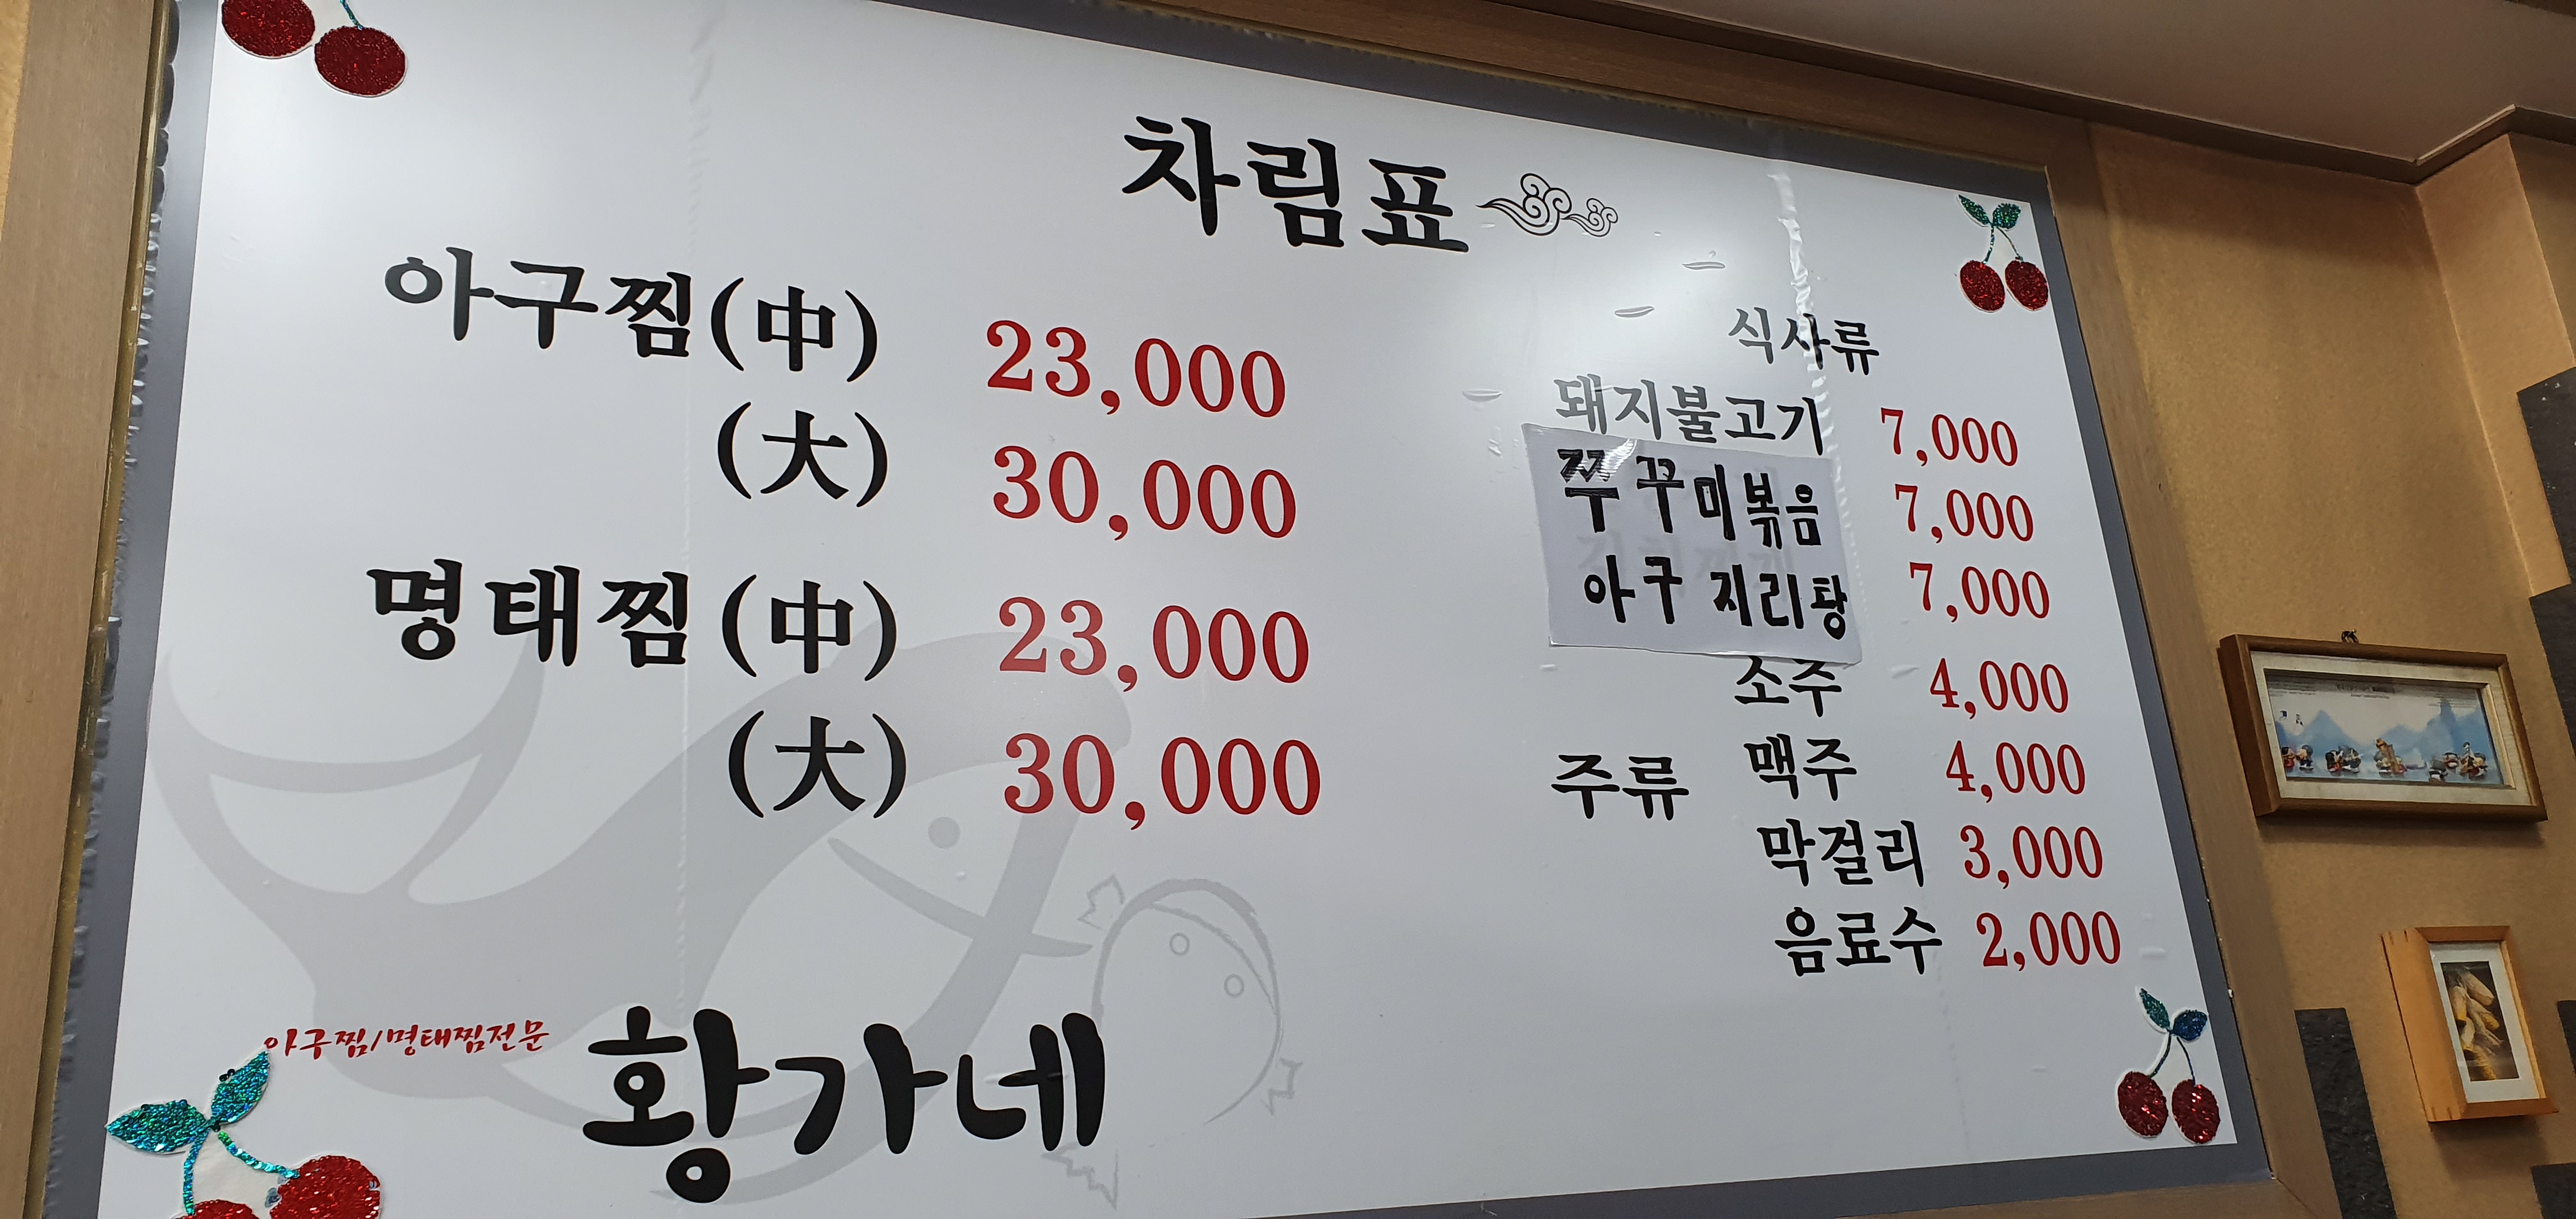 차림표
아구찜(中) 23,000
(大) 30,000
명태찜(中) 23,000
(大) 30,000
아구찜/명태찜전문
황가네
식사류
돼지불고기 7,000
쭈꾸미볶음 7,000
아구지리탕 7,000
주류
소주 4,000
맥주 4,000
막걸리 3,000
음료수 2,000